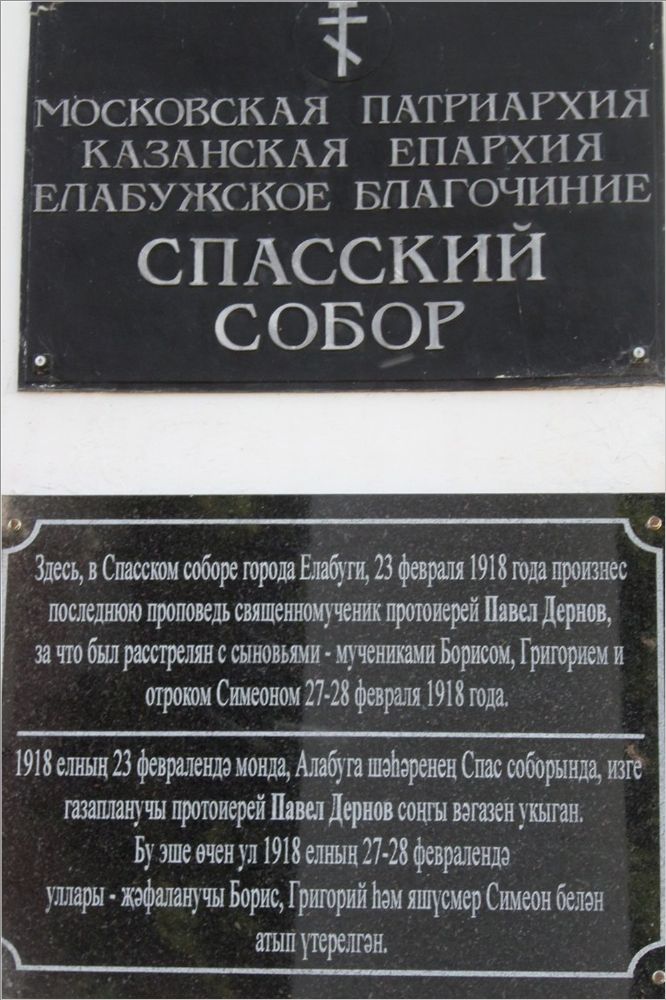 МОСКОВСКАЯ ПАТРИАРХИЯ
КАЗАНСКАЯ ЕПАРХИЯ
ЕЛАБУЖСКОЕ БЛАГОЧИНИЕ
СПАССКИЙ
СОБОР
Здесь, в Спасском соборе города Елабуги, 23 февраля 1918 года произнес
последнюю проповедь священномученик протоиерей Павел Дернов,
за что был расстрелян с сыновьями - мучениками Борисом, Григорием и
отроком Симеоном 27-28 февраля 1918 года.
1918 елның 23 февралендә монда, Алабуга шәһәренең Спас соборында, изге
газапланучы протоиерей Павел Дернов соңгы вәгазен укыган.
Бу эше өчен ул 1918 елның 27-28 февралендә
уллары - җәфаланучы Борис, Григорий һәм яшүсмер Симеон белән
атып үтерелгән.